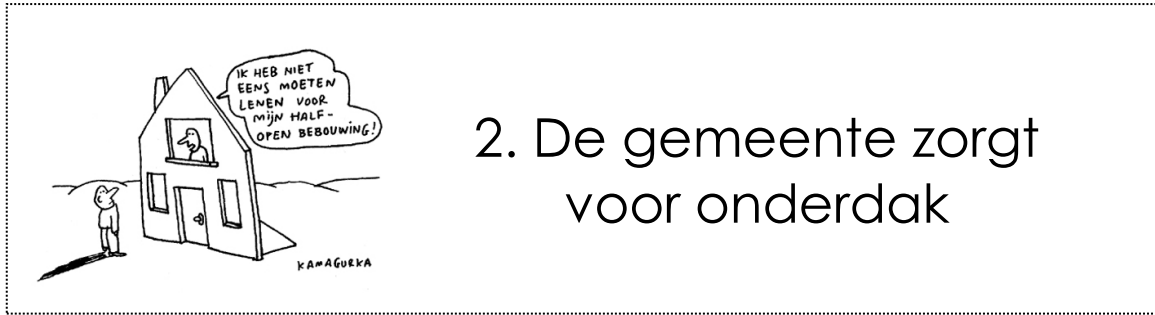 IK HEB NIET
EENS MOETEN
LENEN VOOR
MIJN HALF-
OPEN BEBOUWING!
KAMAGURKA
2. De gemeente zorgt
voor onderdak